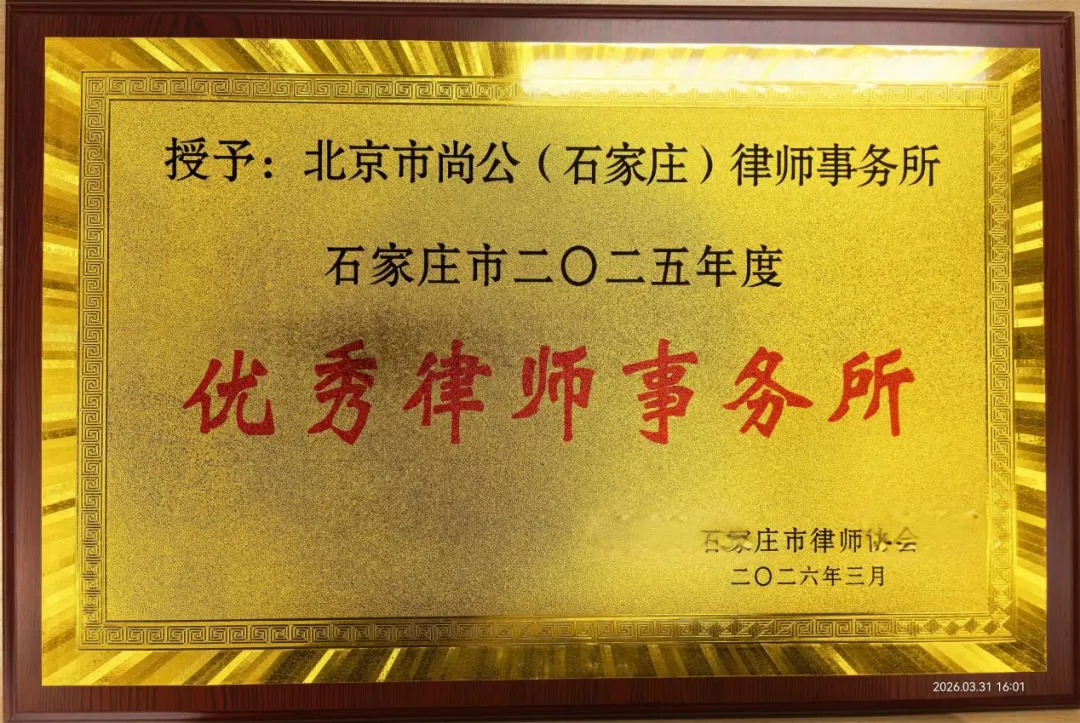 授予：北京市尚公（石家庄）律师事务所
石家庄市二〇二五年度
优秀律师事务所
石家庄市律师协会
二〇二六年三月
2026.03.31 16:01